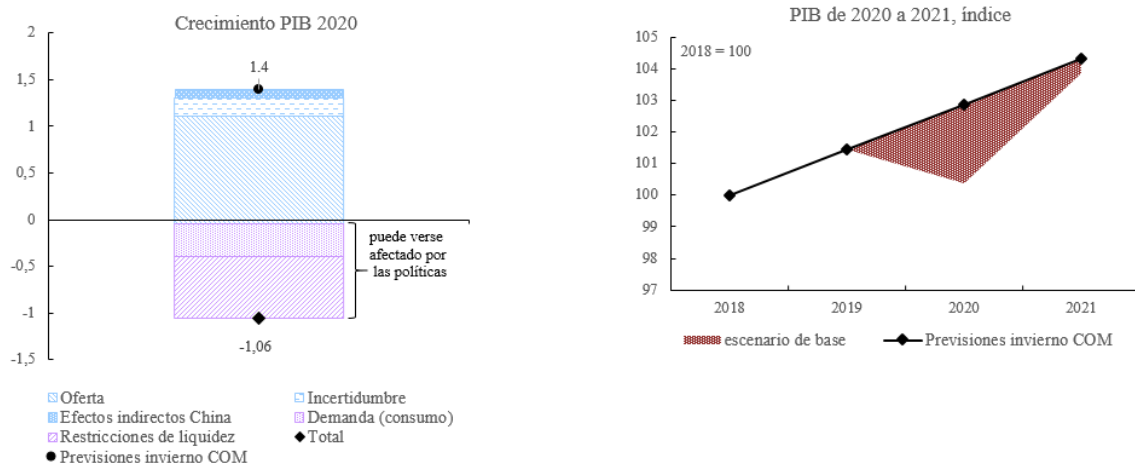 Crecimiento PIB 2020
2
1,5
1
0,5
0
-0,5
-1
-1,5
1.4
puede verse
afectado por
las políticas
-1,06
Oferta
Incertidumbre
Efectos indirectos China
Demanda (consumo)
Restricciones de liquidez
Total
Previsiones invierno COM
PIB de 2020 a 2021, índice
2018 = 100
105
104
103
102
101
100
99
98
97
2018 2019 2020 2021
escenario de base
Previsiones invierno COM